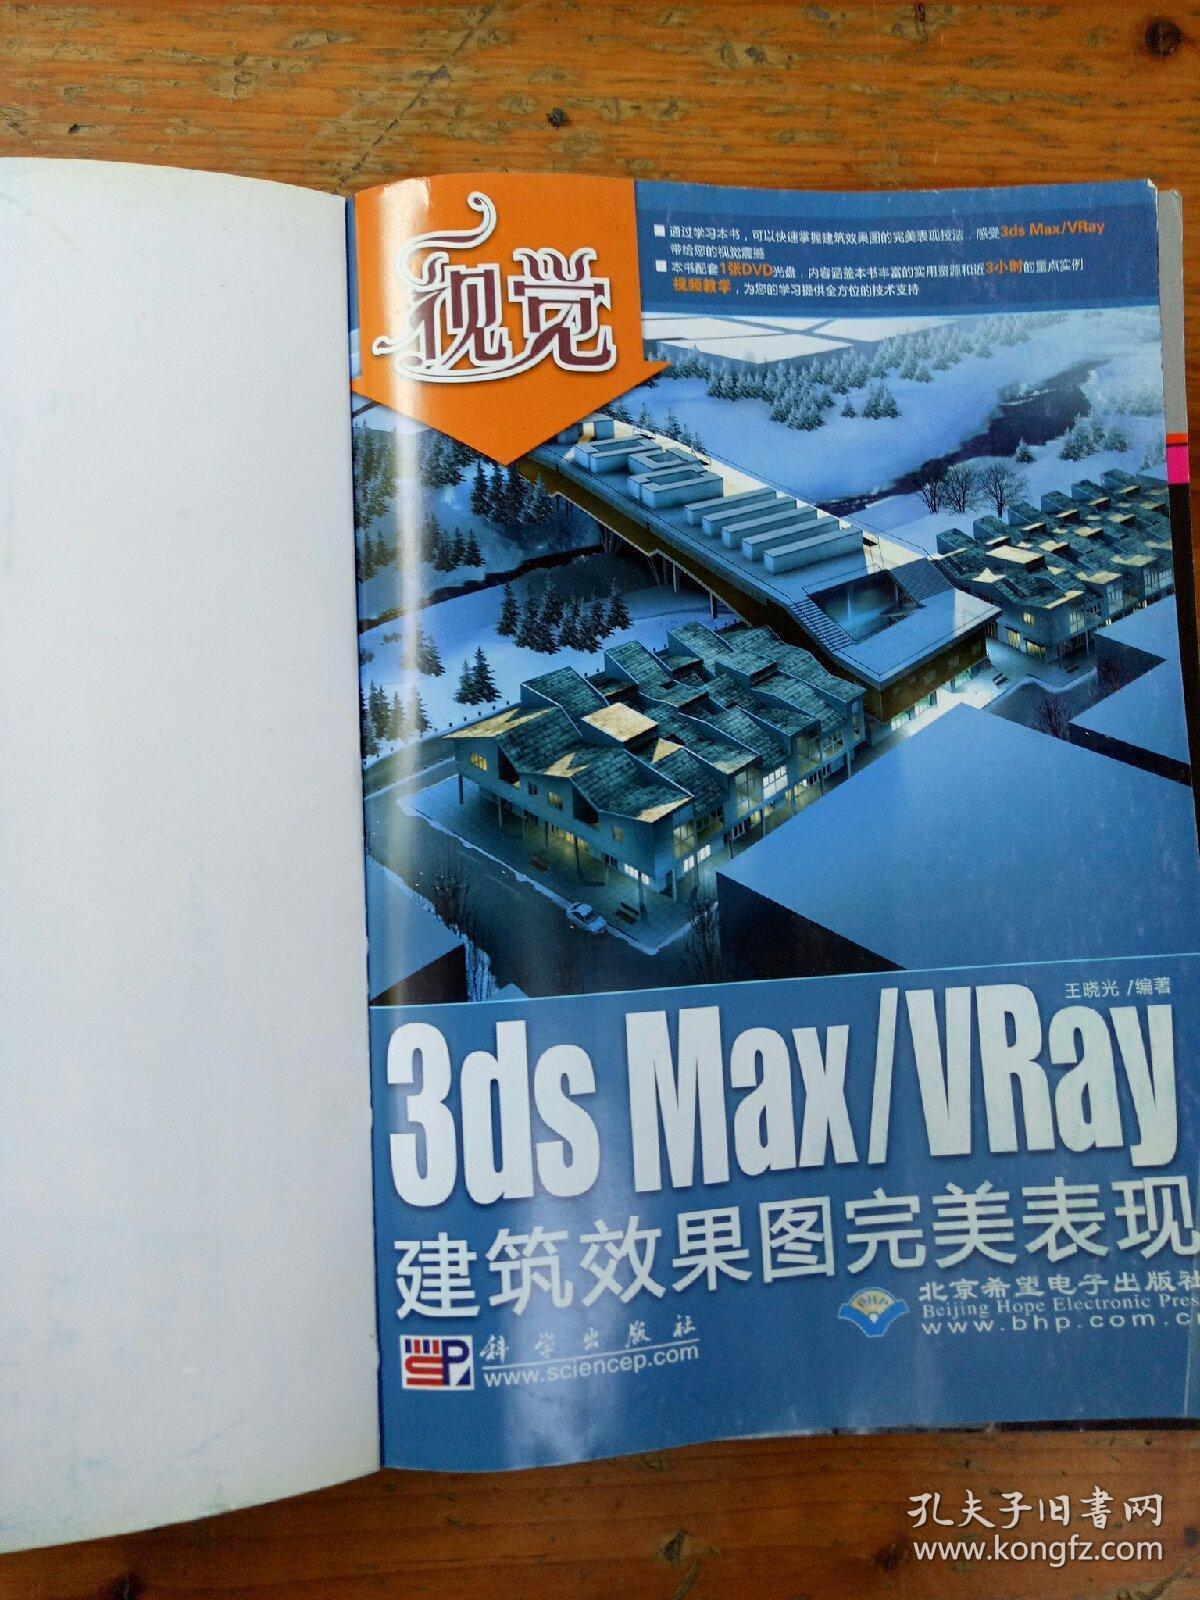 视觉
■ 通过学习本书，可以快速掌握建筑效果图的完美表现技法，感受3ds Max/VRay
带给您的视觉震撼
■ 本书配套1张DVD光盘，内容涵盖本书丰富的实用资源和近3小时的重点实例
视频教学，为您的学习提供全方位的技术支持
王晓光 /编著
3ds Max/VRay
建筑效果图完美表现
BHP
北京希望电子出版社
Beijing Hope Electronic Pres
www.bhp.com.c
SP
科学出版社
www.sciencep.com
孔夫子旧书网
www.kongfz.com